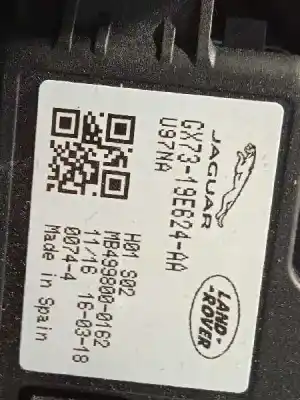 JAGUAR
LAND-
ROVER
GX73-19E624-AA
U97NA
H01 S02
MB499800-0162
11/16
0074-4 16-03-18
Made in Spain